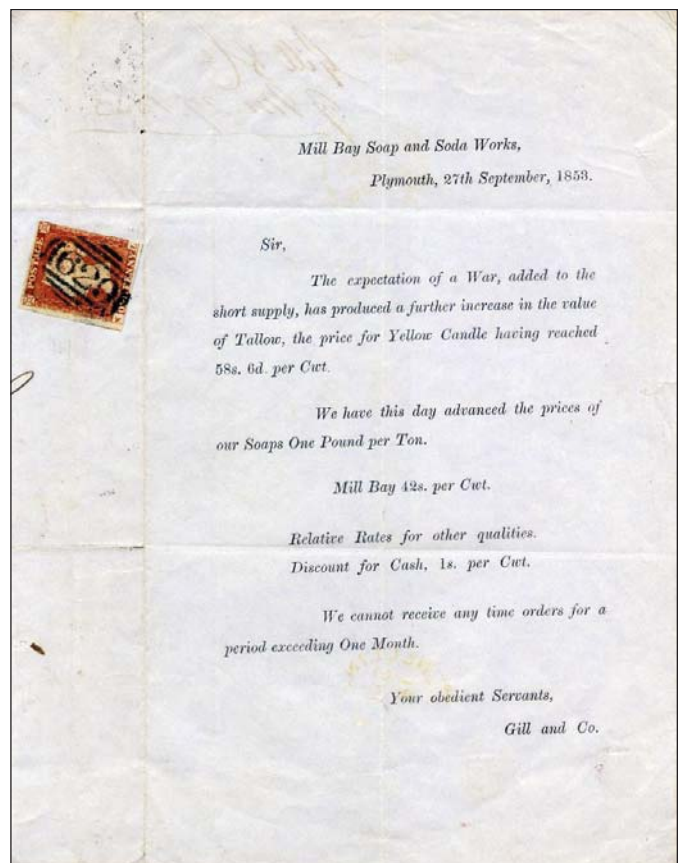 Mill Bay Soap and Soda Works,
Plymouth, 27th September, 1853.
POSTAGE
Sir,
The expectation of a War, added to the
short supply, has produced a further increase in the value
of Tallow, the price for Yellow Candle having reached
58s. 6d. per Cwt.
We have this day advanced the prices of
our Soaps One Pound per Ton.
Mill Bay 42s. per Cwt.
Relative Rates for other qualities.
Discount for Cash, 1s. per Cwt.
We cannot receive any time orders for a
period exceeding One Month.
Your obedient Servants,
Gill and Co.